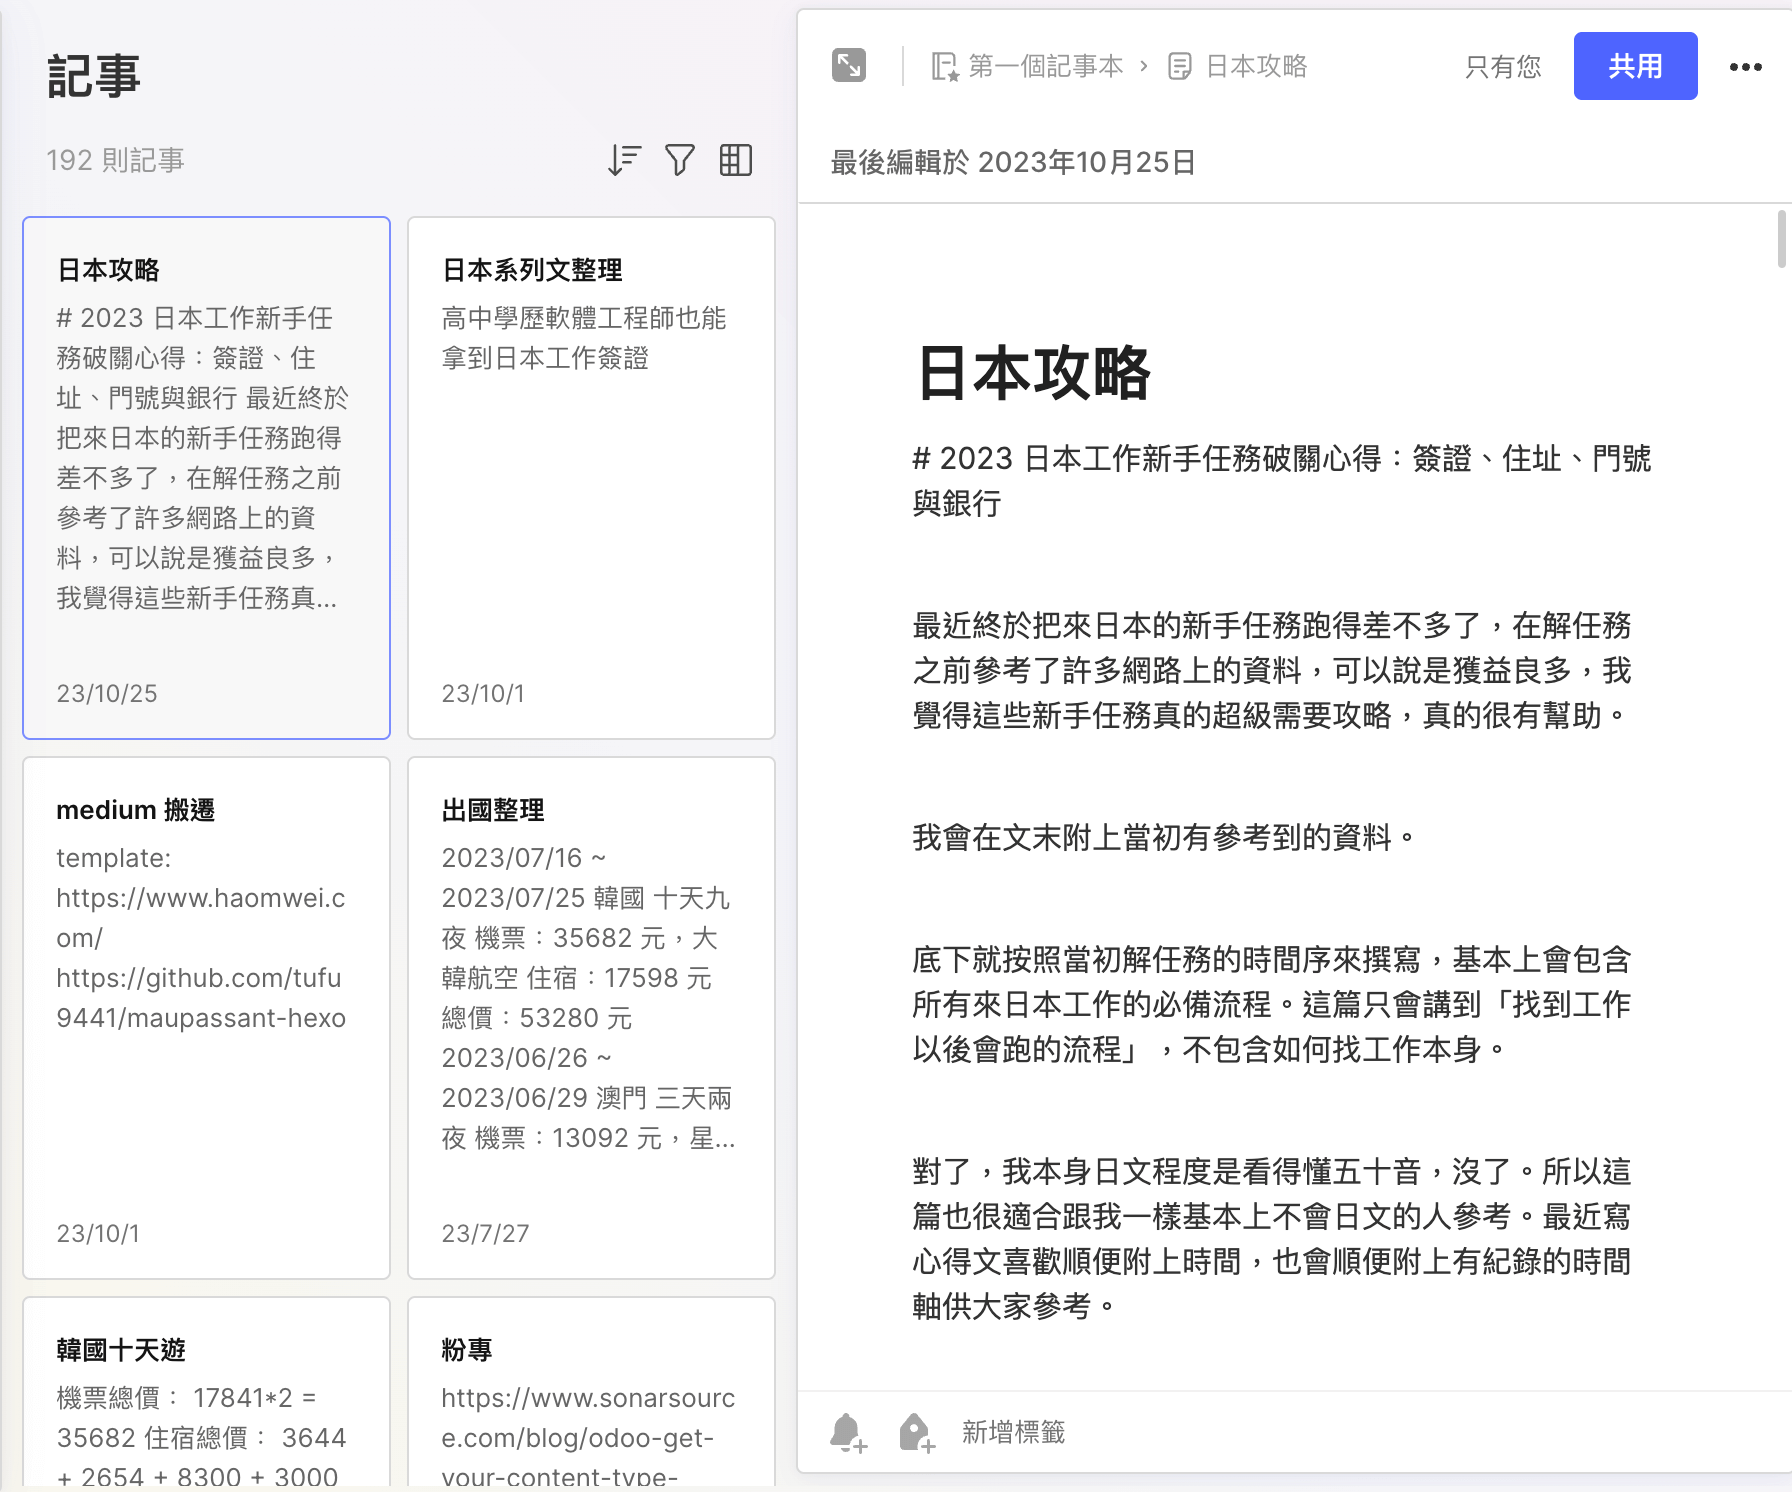 記事
192 則記事
日本攻略
# 2023 日本工作新手任
務破關心得：簽證、住
址、門號與銀行 最近終於
把來日本的新手任務跑得
差不多了，在解任務之前
參考了許多網路上的資
料，可以說是獲益良多，
我覺得這些新手任務真...
23/10/25
日本系列文整理
高中學歷軟體工程師也能
拿到日本工作簽證
23/10/1
medium 搬遷
template:
https://www.haomwei.c
om/
https://github.com/tufu
9441/maupassant-hexo
23/10/1
出國整理
2023/07/16 ~
2023/07/25 韓國 十天九
夜 機票：35682 元，大
韓航空 住宿：17598 元
總價：53280 元
2023/06/26 ~
2023/06/29 澳門 三天兩
夜 機票：13092 元，星...
23/7/27
韓國十天遊
機票總價： 17841*2 =
35682 住宿總價： 3644
+ 2654 + 8300 + 3000
粉專
https://www.sonarsourc
e.com/blog/odoo-get-
your-content-type-
第一個記事本 › 日本攻略
只有您
共用
最後編輯於 2023年10月25日
日本攻略
# 2023 日本工作新手任務破關心得：簽證、住址、門號
與銀行
最近終於把來日本的新手任務跑得差不多了，在解任務
之前參考了許多網路上的資料，可以說是獲益良多，我
覺得這些新手任務真的超級需要攻略，真的很有幫助。
我會在文末附上當初有參考到的資料。
底下就按照當初解任務的時間序來撰寫，基本上會包含
所有來日本工作的必備流程。這篇只會講到「找到工作
以後會跑的流程」，不包含如何找工作本身。
對了，我本身日文程度是看得懂五十音，沒了。所以這
篇也很適合跟我一樣基本上不會日文的人參考。最近寫
心得文喜歡順便附上時間，也會順便附上有紀錄的時間
軸供大家參考。
新增標籤